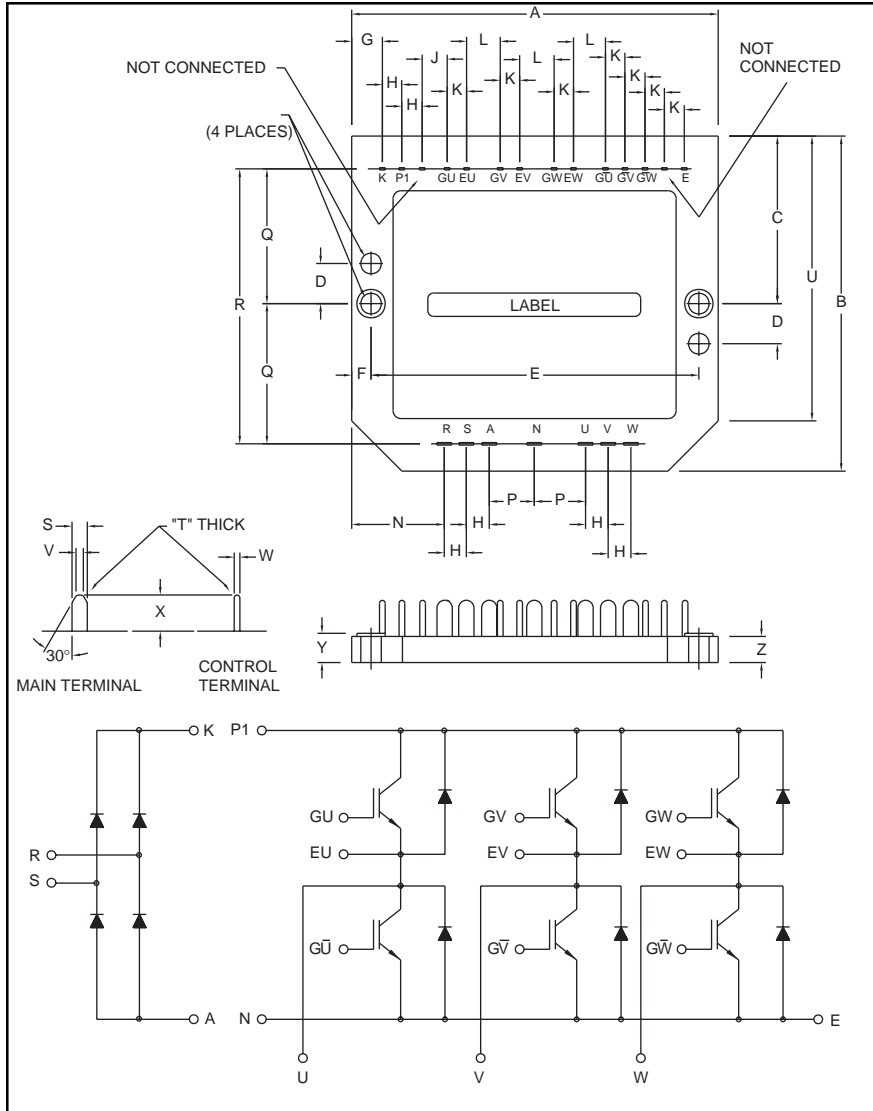 A
G L L
J L K
NOT CONNECTED
NOT
CONNECTED
H K K K
H K K
(4 PLACES)
K P1 GU EU GV EV GW EW GU̅ GV̅ GW̅ E
Q
C
D
U
R
B
LABEL
D
F E
Q
R S A N U V W
P P
N H H
H H
S "T" THICK
V W
X
30°
MAIN TERMINAL
CONTROL
TERMINAL
Y Z
K P1
GU GV GW
R EU EV EW
S
GU̅ GV̅ GW̅
A N E
U V W